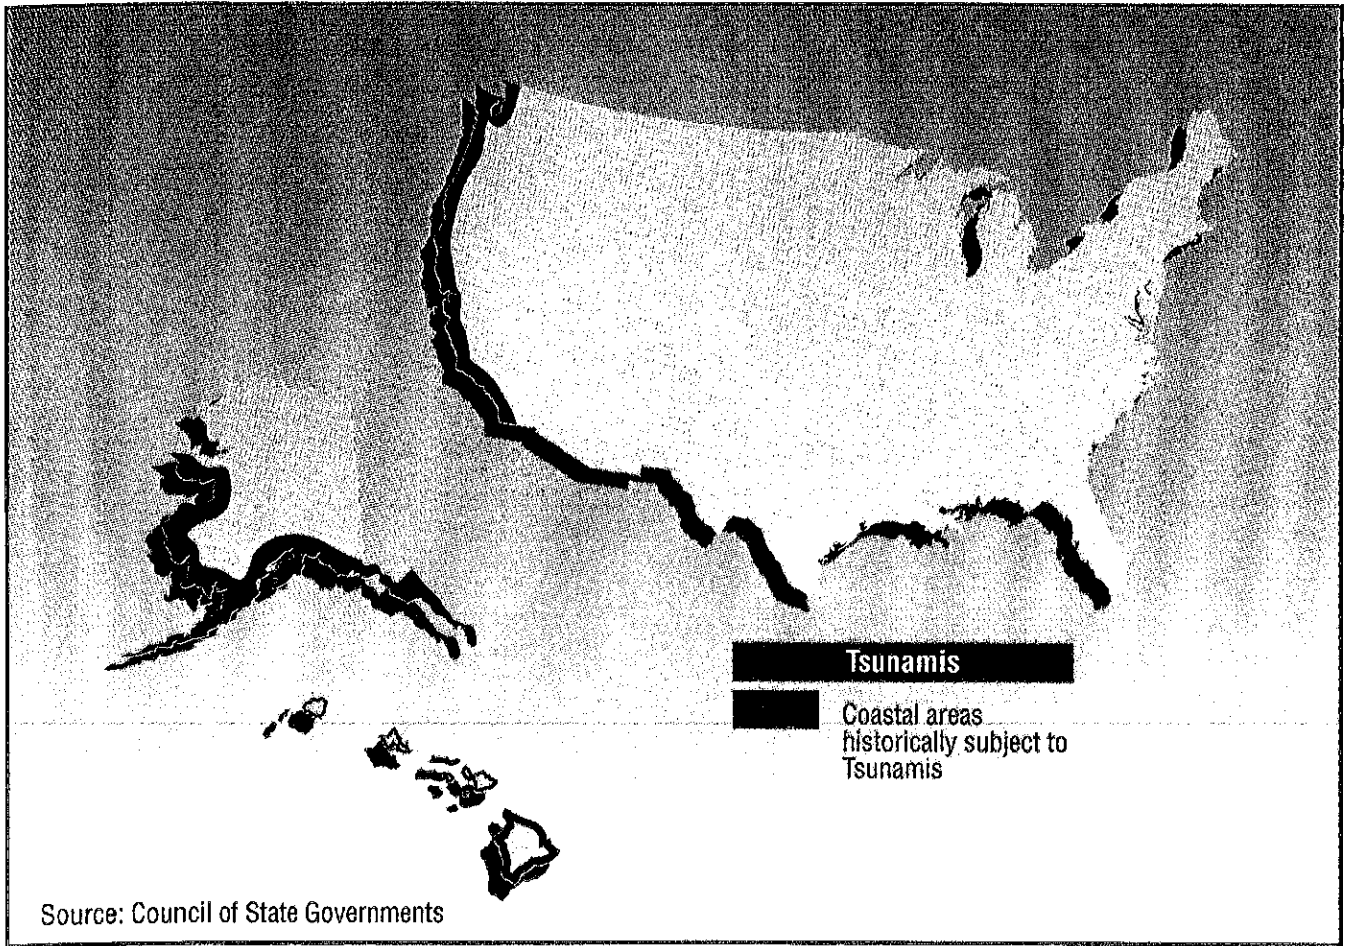 Tsunamis
Coastal areas
historically subject to
Tsunamis
Source: Council of State Governments